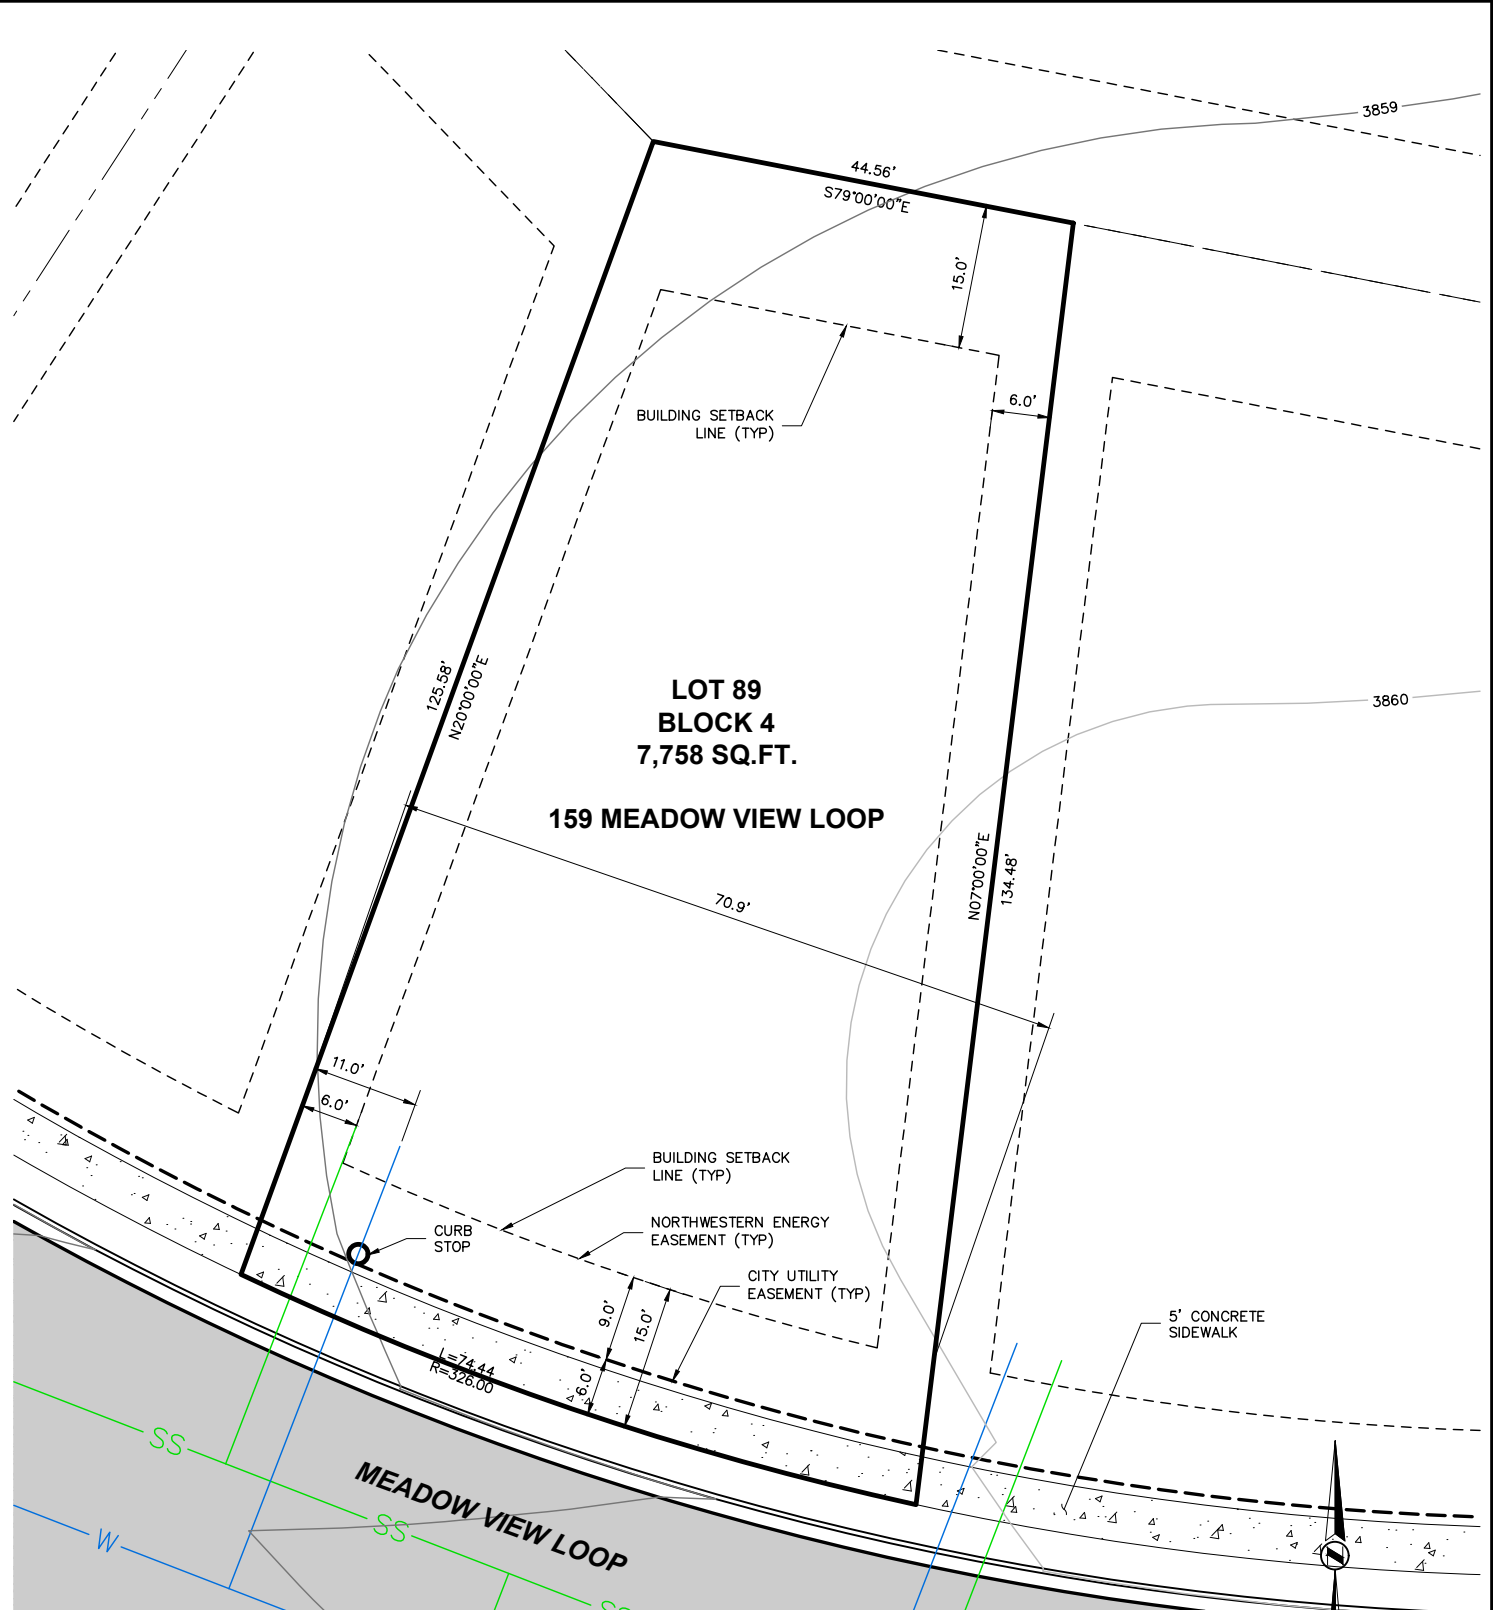 3859
44.56'
S79°00'00"E
15.0'
6.0'
BUILDING SETBACK
LINE (TYP)
125.58'
N20°00'00"E
LOT 89
BLOCK 4
7,758 SQ.FT.
159 MEADOW VIEW LOOP
3860
N07°00'00"E
134.48'
70.9'
11.0'
6.0'
BUILDING SETBACK
LINE (TYP)
NORTHWESTERN ENERGY
EASEMENT (TYP)
CURB
STOP
CITY UTILITY
EASEMENT (TYP)
9.0'
15.0'
6.0'
5' CONCRETE
SIDEWALK
L=74.44
R=326.00
SS
MEADOW VIEW LOOP
SS
W
SS